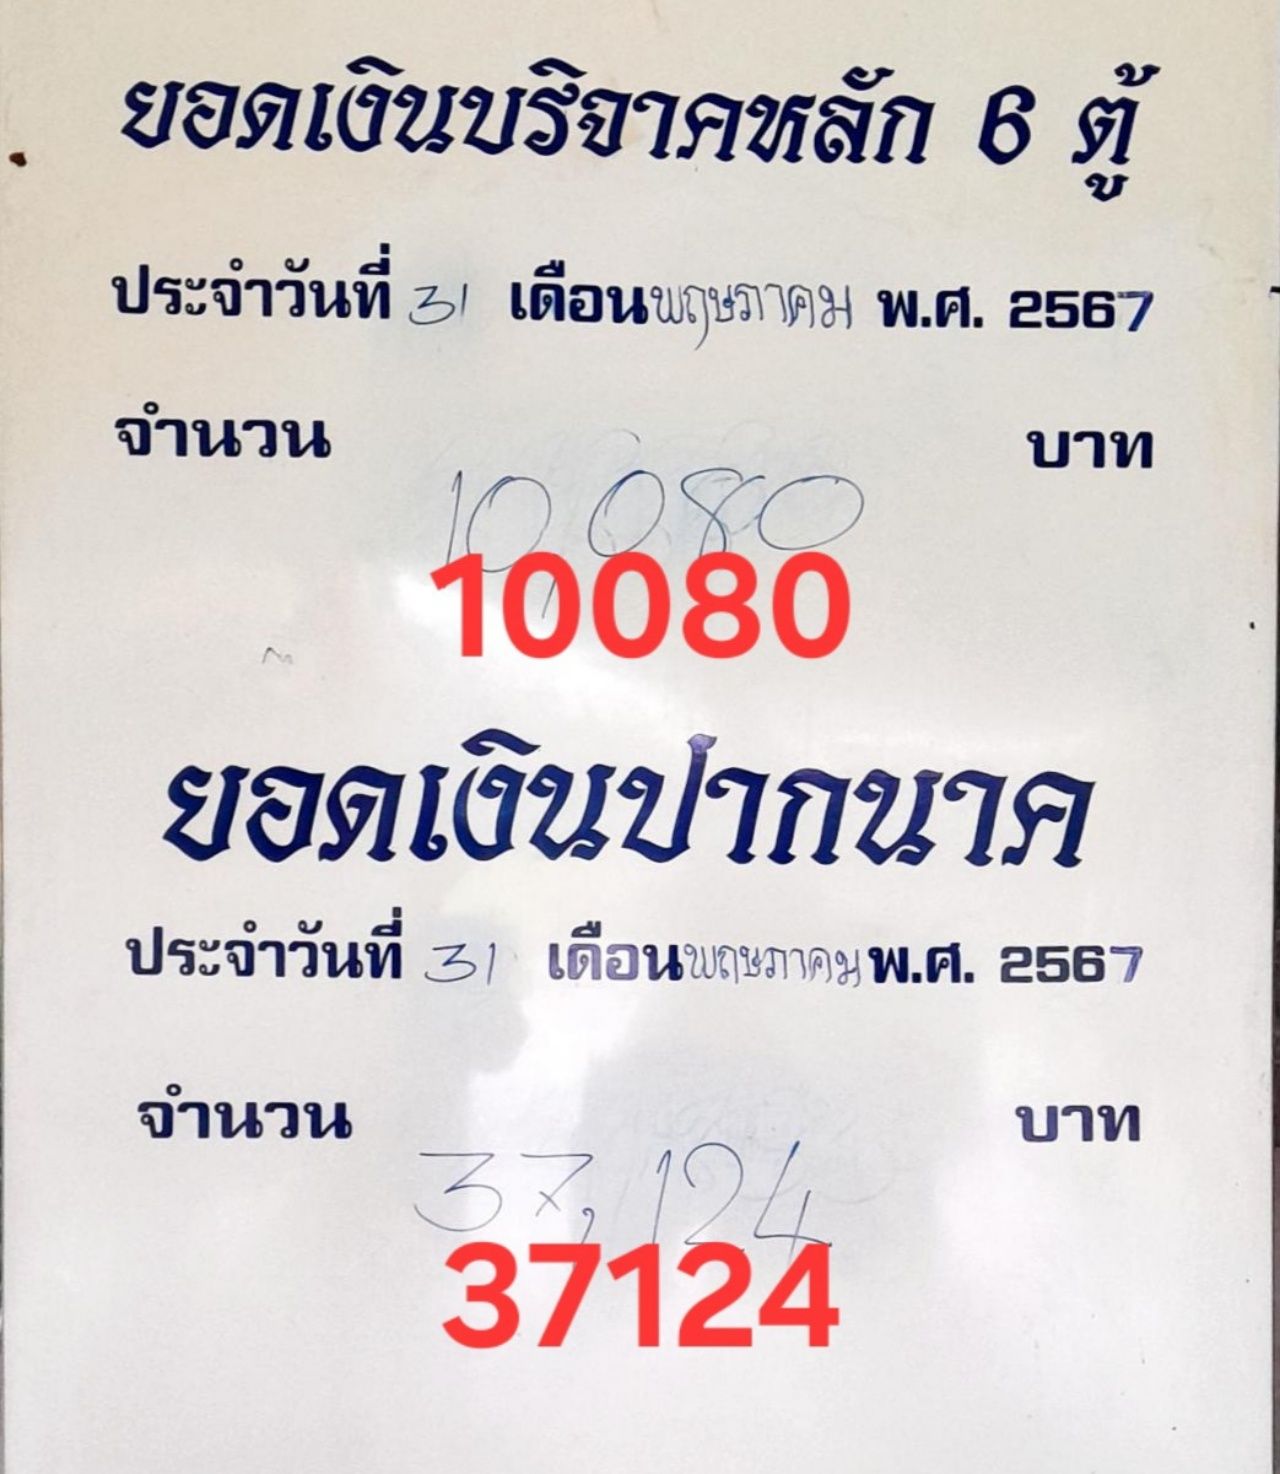 ยอดเงินบริจาคหลัก 6 ตู้
ประจำวันที่ 31 เดือนพฤษภาคม พ.ศ. 2567
จำนวน 10,080 บาท
10080
ยอดเงินปากนาค
ประจำวันที่ 31 เดือนพฤษภาคม พ.ศ. 2567
จำนวน 37,124 บาท
37124